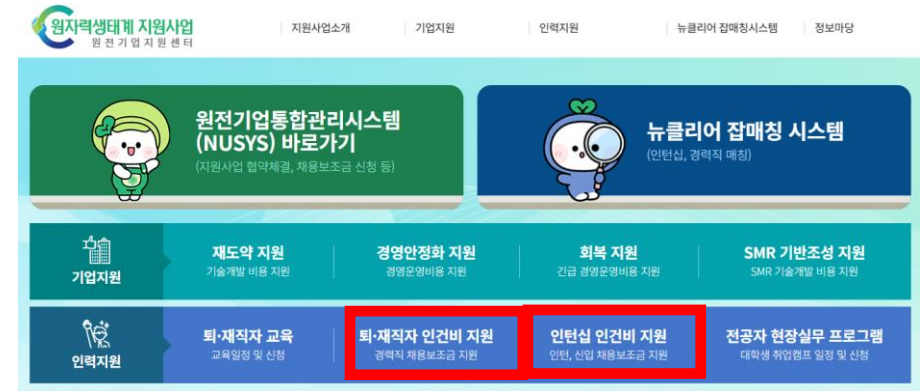 원자력생태계 지원사업
원전기업지원센터
지원사업소개
기업지원
인력지원
뉴클리어 잡매칭시스템
정보마당
원전기업통합관리시스템
(NUSYS) 바로가기
(지원사업 협약체결, 채용보조금 신청 등)
뉴클리어 잡매칭 시스템
(인턴십, 경력직 매칭)
기업지원
재도약 지원
기술개발 비용 지원
경영안정화 지원
경영운영비용 지원
회복 지원
긴급 경영운영비용 지원
SMR 기반조성 지원
SMR 기술개발 비용 지원
인력지원
퇴·재직자 교육
교육일정 및 신청
퇴·재직자 인건비 지원
경력직 채용보조금 지원
인턴십 인건비 지원
인턴, 신입 채용보조금 지원
전공자 현장실무 프로그램
대학생 취업캠프 일정 및 신청